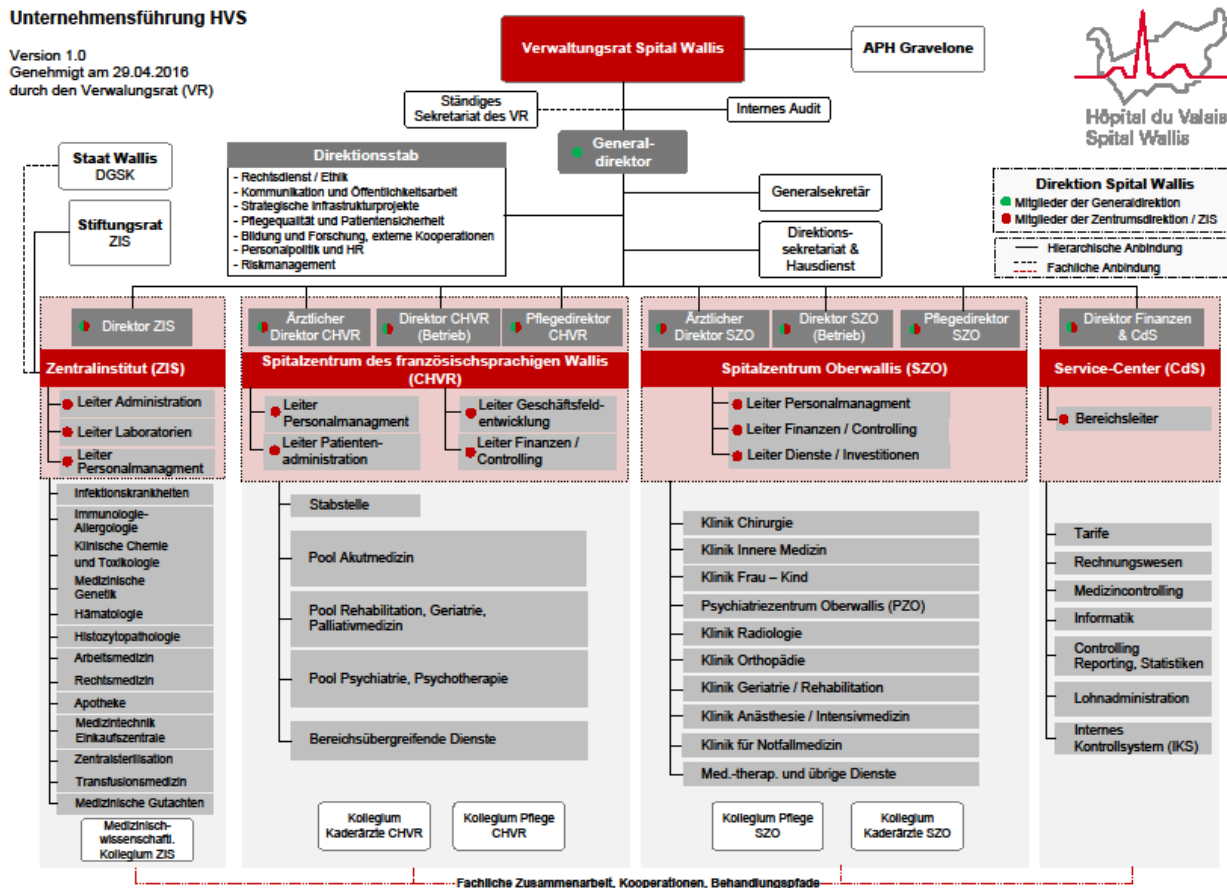 Unternehmensführung HVS
Version 1.0
Genehmigt am 29.04.2016
durch den Verwalungsrat (VR)
Verwaltungsrat Spital Wallis
APH Gravelone
Hôpital du Valais
Spital Wallis
Ständiges
Sekretariat des VR
Internes Audit
General-
direktor
Staat Wallis
DGSK
Stiftungsrat
ZIS
Direktionsstab
- Rechtsdienst / Ethik
- Kommunikation und Öffentlichkeitsarbeit
- Strategische Infrastrukturprojekte
- Pflegequalität und Patientensicherheit
- Bildung und Forschung, externe Kooperationen
- Personalpolitik und HR
- Riskmanagement
Generalsekretär
Direktions-
sekretariat &
Hausdienst
Direktion Spital Wallis
Mitglieder der Generaldirektion
Mitglieder der Zentrumsdirektion / ZIS
Hierarchische Anbindung
Fachliche Anbindung
Direktor ZIS
Zentralinstitut (ZIS)
Leiter Administration
Leiter Laboratorien
Leiter
Personalmanagment
Infektionskrankheiten
Immunologie-
Allergologie
Klinische Chemie
und Toxikologie
Medizinische
Genetik
Hämatologie
Histozytopathologie
Arbeitsmedizin
Rechtsmedizin
Apotheke
Medizintechnik
Einkaufszentrale
Zentralsterilisation
Transfusionsmedizin
Medizinische Gutachten
Medizinisch-
wissenschaftl.
Kollegium ZIS
Ärztlicher
Direktor CHVR
Direktor CHVR
(Betrieb)
Pflegedirektor
CHVR
Spitalzentrum des französischsprachigen Wallis
(CHVR)
Leiter
Personalmanagment
Leiter Patienten-
administration
Leiter Geschäftsfeld-
entwicklung
Leiter Finanzen /
Controlling
Stabstelle
Pool Akutmedizin
Pool Rehabilitation, Geriatrie,
Palliativmedizin
Pool Psychiatrie, Psychotherapie
Bereichsübergreifende Dienste
Kollegium
Kaderärzte CHVR
Kollegium Pflege
CHVR
Ärztlicher
Direktor SZO
Direktor SZO
(Betrieb)
Pflegedirektor
SZO
Spitalzentrum Oberwallis (SZO)
Leiter Personalmanagment
Leiter Finanzen / Controlling
Leiter Dienste / Investitionen
Klinik Chirurgie
Klinik Innere Medizin
Klinik Frau – Kind
Psychiatriezentrum Oberwallis (PZO)
Klinik Radiologie
Klinik Orthopädie
Klinik Geriatrie / Rehabilitation
Klinik Anästhesie / Intensivmedizin
Klinik für Notfallmedizin
Med.-therap. und übrige Dienste
Kollegium Pflege
SZO
Kollegium
Kaderärzte SZO
Direktor Finanzen
& CdS
Service-Center (CdS)
Bereichsleiter
Tarife
Rechnungswesen
Medizincontrolling
Informatik
Controlling
Reporting, Statistiken
Lohnadministration
Internes
Kontrollsystem (IKS)
Fachliche Zusammenarbeit, Kooperationen, Behandlungspfade